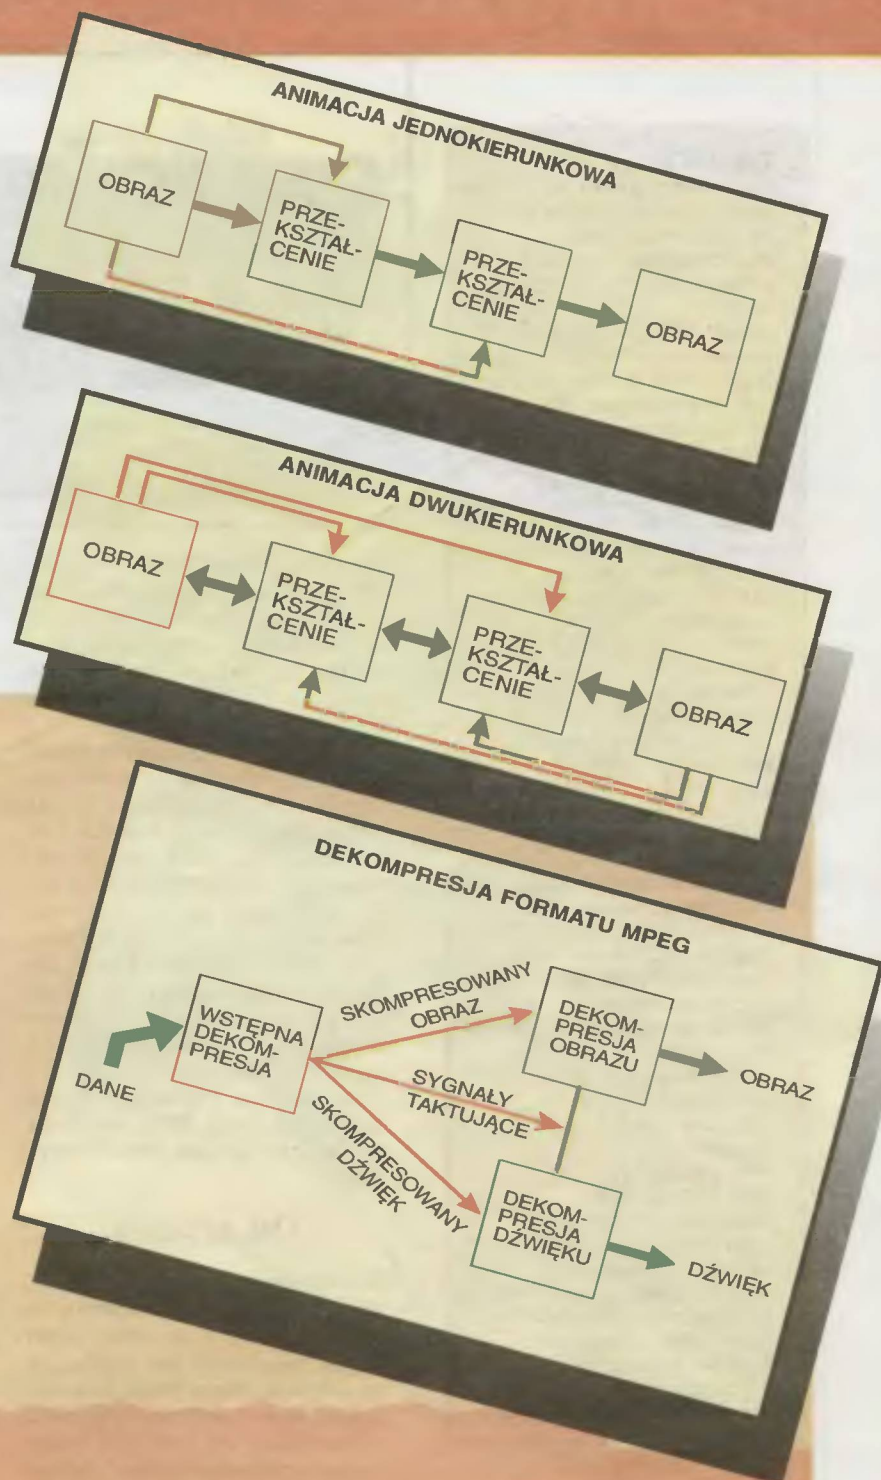 ANIMACJA JEDNOKIERUNKOWA
OBRAZ
PRZE-
KSZTAŁ-
CENIE
PRZE-
KSZTAŁ-
CENIE
OBRAZ
ANIMACJA DWUKIERUNKOWA
OBRAZ
PRZE-
KSZTAŁ-
CENIE
PRZE-
KSZTAŁ-
CENIE
OBRAZ
DEKOMPRESJA FORMATU MPEG
DANE
WSTĘPNA
DEKOM-
PRESJA
SKOMPRESOWANY
OBRAZ
SYGNAŁY
TAKTUJĄCE
SKOMPRESOWANY
DŹWIĘK
DEKOM-
PRESJA
OBRAZU
OBRAZ
DEKOM-
PRESJA
DŹWIĘKU
DŹWIĘK